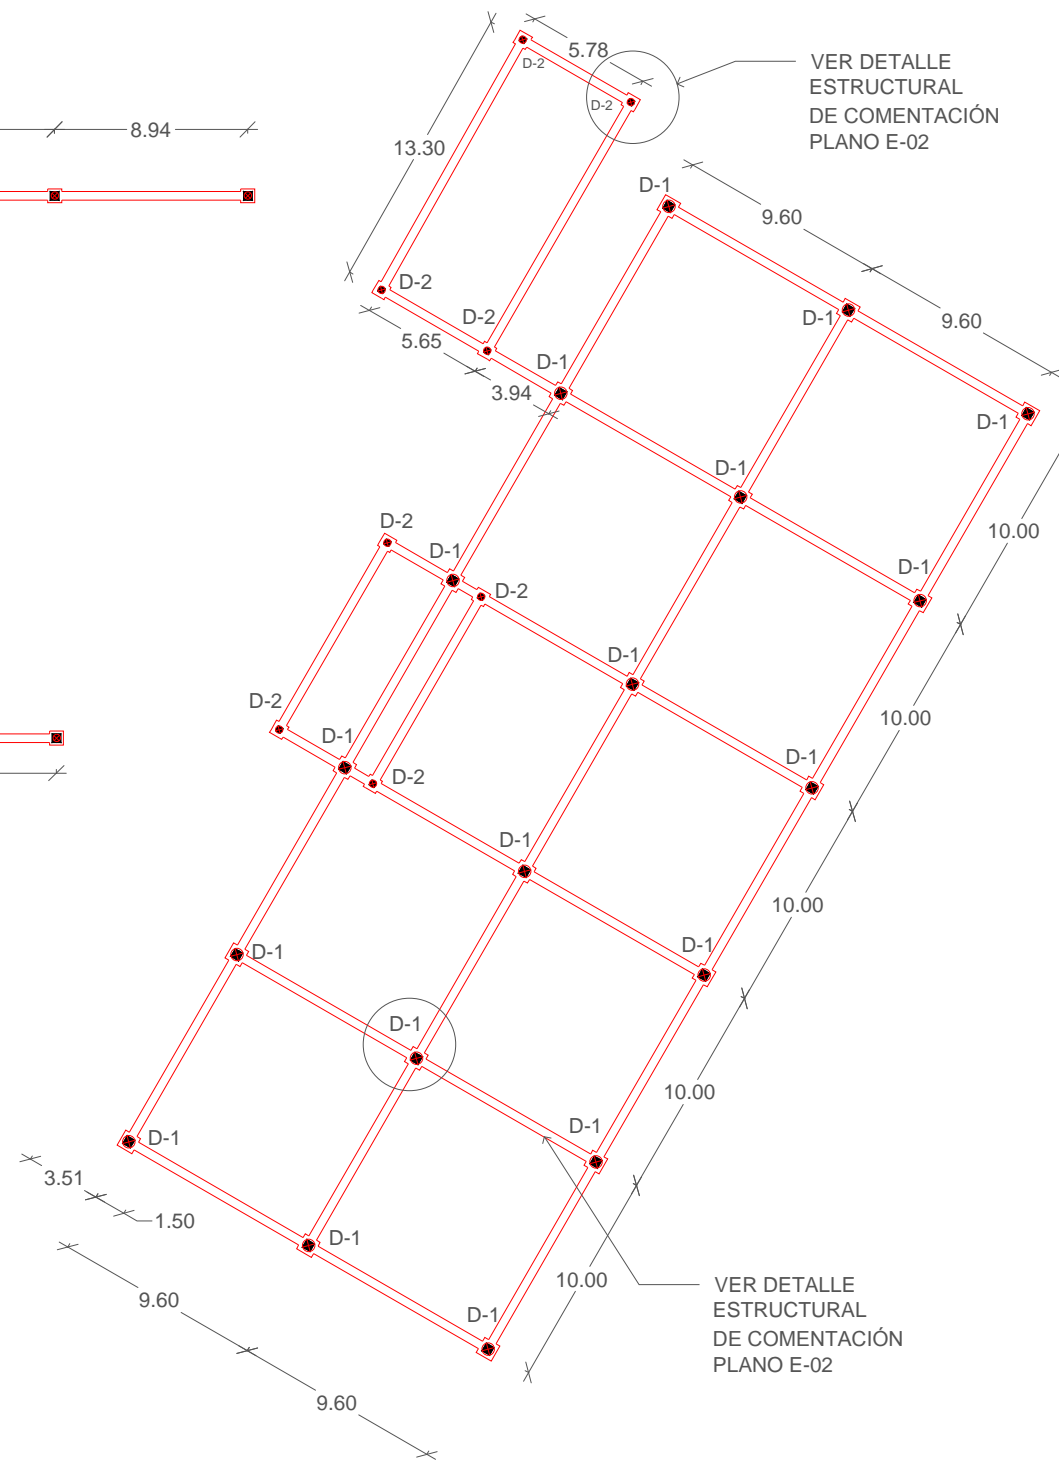 5.78
D-2
D-2
VER DETALLE
ESTRUCTURAL
DE COMENTACIÓN
PLANO E-02
8.94
13.30
D-1
9.60
D-2
D-1
9.60
D-2
5.65
D-1
3.94
D-1
D-1
D-2
10.00
D-1
D-1
D-2
D-1
D-2
10.00
D-1
D-1
D-2
D-1
10.00
D-1
D-1
D-1
10.00
D-1
D-1
3.51
1.50
D-1
10.00
VER DETALLE
ESTRUCTURAL
DE COMENTACIÓN
PLANO E-02
9.60
D-1
9.60